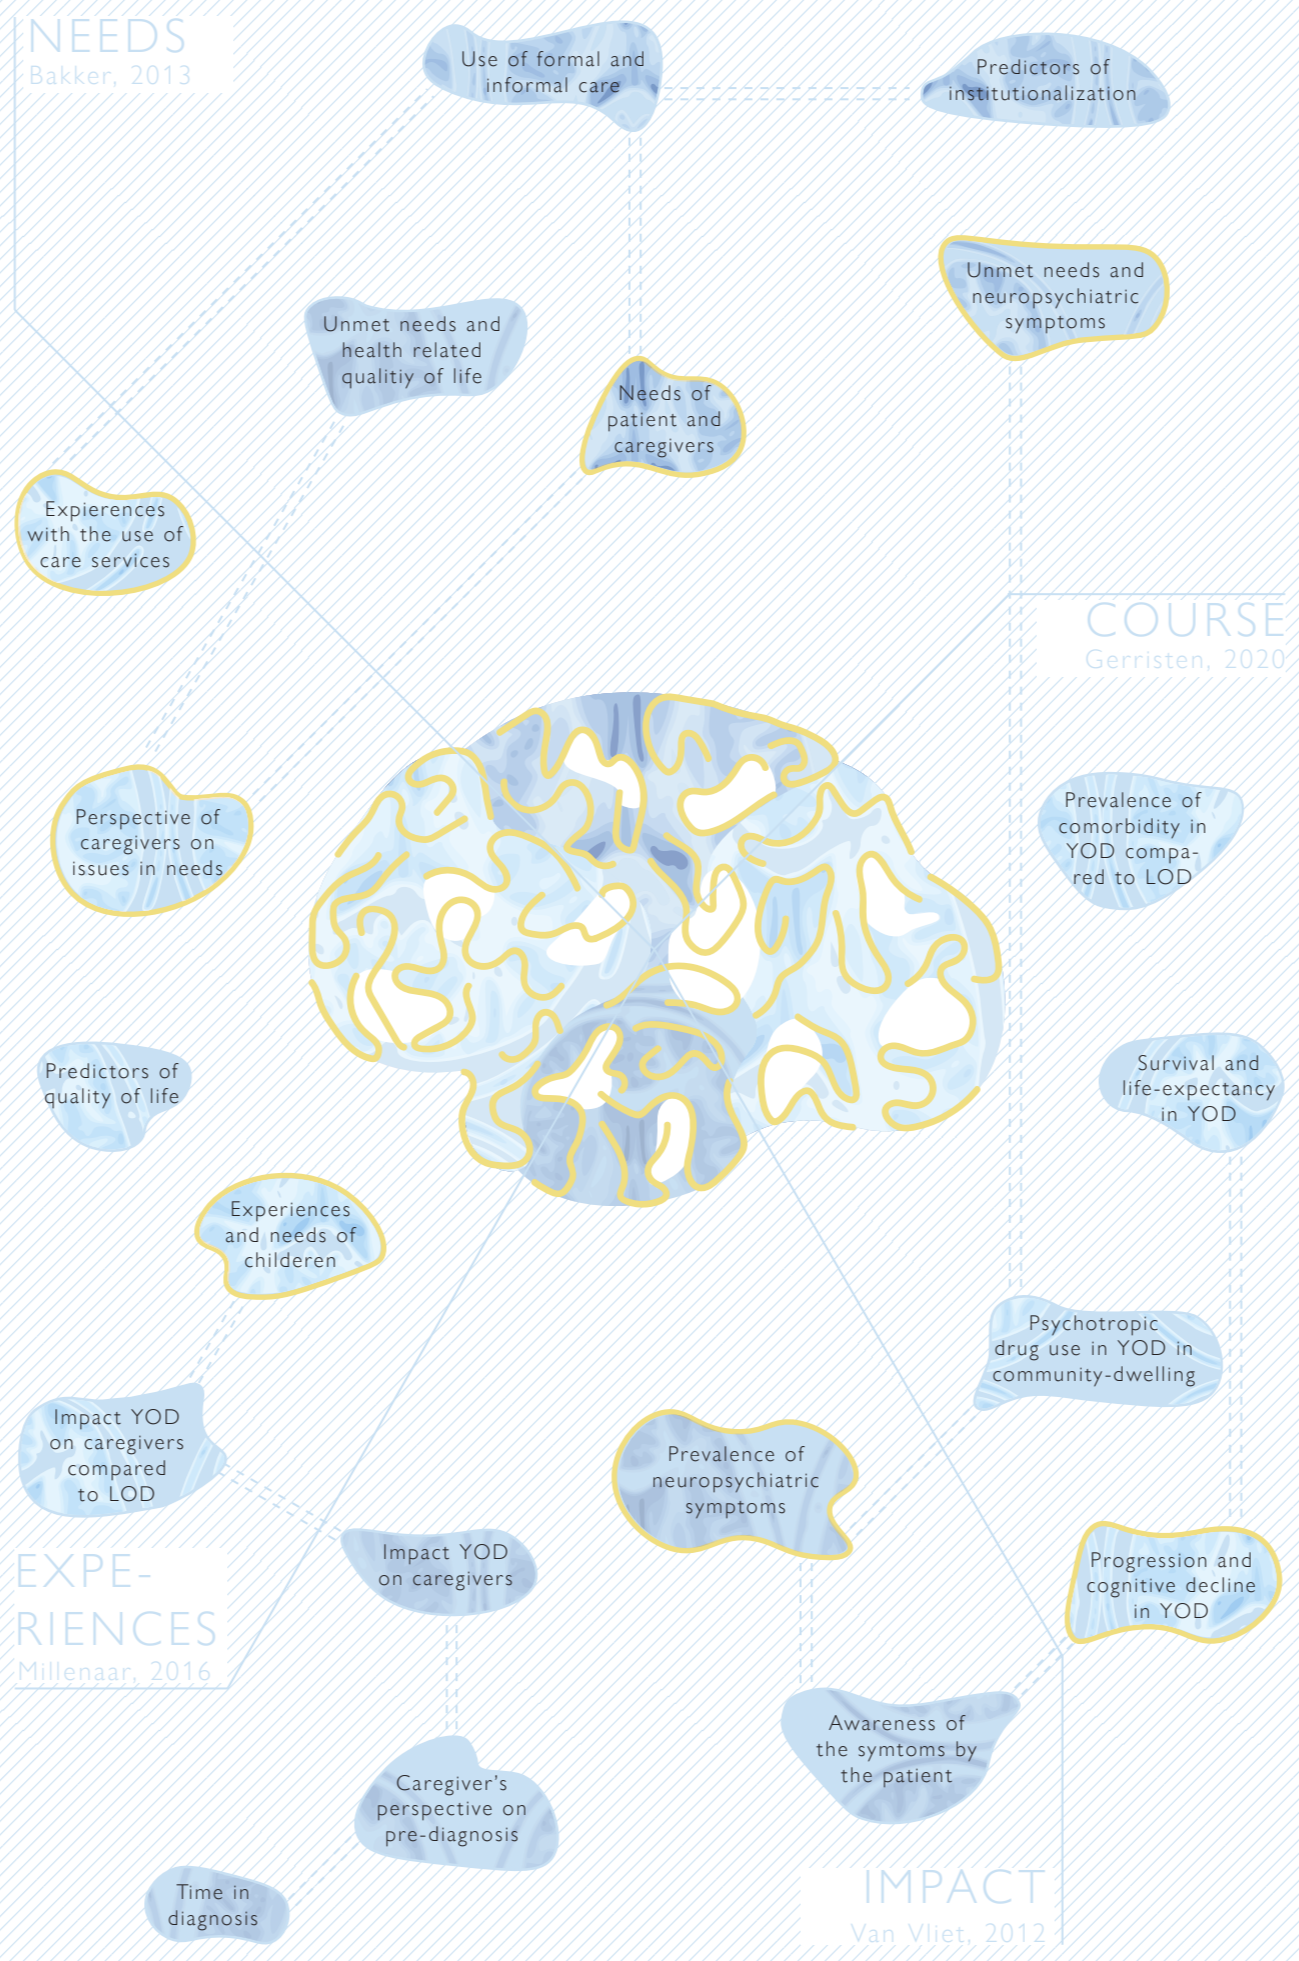 NEEDS
Bakker, 2013
Use of formal and
informal care
Predictors of
institutionalization
Unmet needs and
neuropsychiatric
symptoms
Unmet needs and
health related
qualitiy of life
Needs of
patient and
caregivers
Expierences
with the use of
care services
COURSE
Gerristen, 2020
Perspective of
caregivers on
issues in needs
Prevalence of
comorbidity in
YOD compa-
red to LOD
Predictors of
quality of life
Survival and
life-expectancy
in YOD
Experiences
and needs of
childeren
Psychotropic
drug use in YOD in
community-dwelling
Impact YOD
on caregivers
compared
to LOD
Prevalence of
neuropsychiatric
symptoms
Impact YOD
on caregivers
Progression and
cognitive decline
in YOD
EXPE-
RIENCES
Millenaar, 2016
Awareness of
the symtoms by
the patient
Caregiver's
perspective on
pre-diagnosis
Time in
diagnosis
IMPACT
Van Vliet, 2012